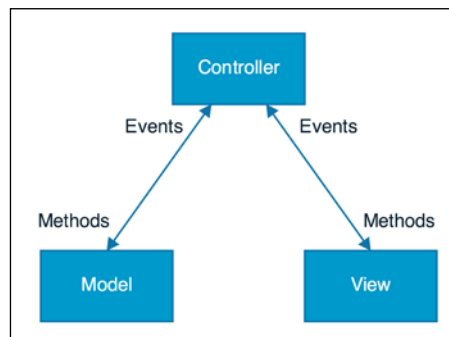 Controller
Events Events
Methods Methods
Model View